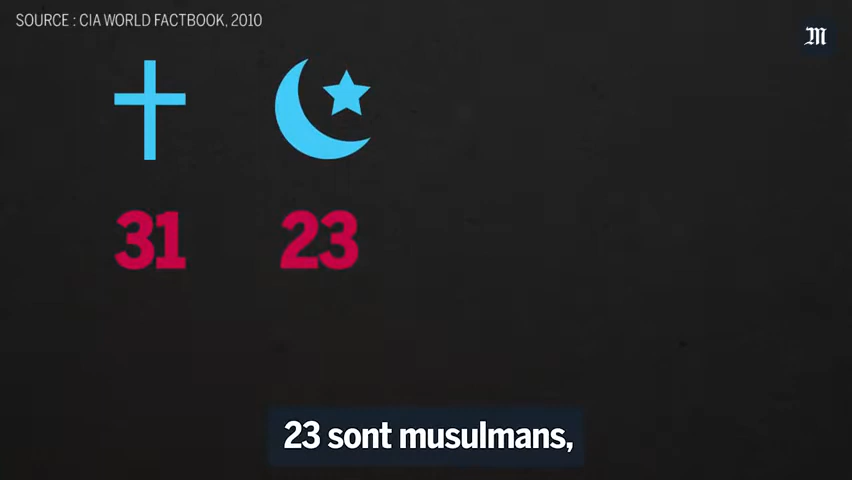 SOURCE : CIA WORLD FACTBOOK, 2010
M
31 23
23 sont musulmans,